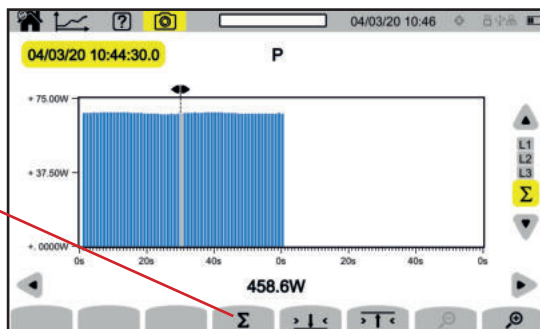 ?
04/03/20 10:46
04/03/20 10:44:30.0
P
+ 75.00W
+ 37.50W
+. 0000W
0s 20s 40s 0s 20s 40s 0s
L1
L2
L3
Σ
458.6W
Σ